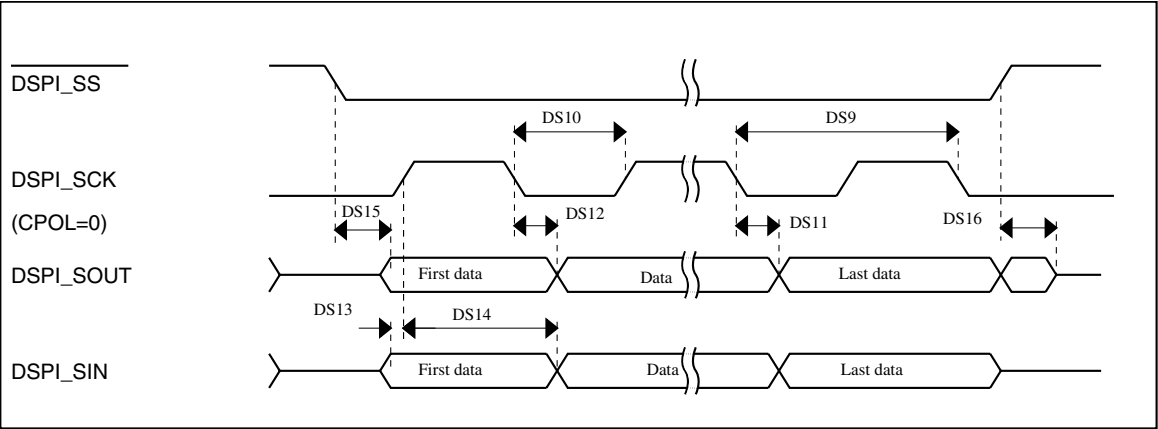 DSPI_SS
DS10
DS9
DSPI_SCK
(CPOL=0)
DS15
DS12
DS11
DS16
DSPI_SOUT
First data
Data
Last data
DS13
DS14
DSPI_SIN
First data
Data
Last data